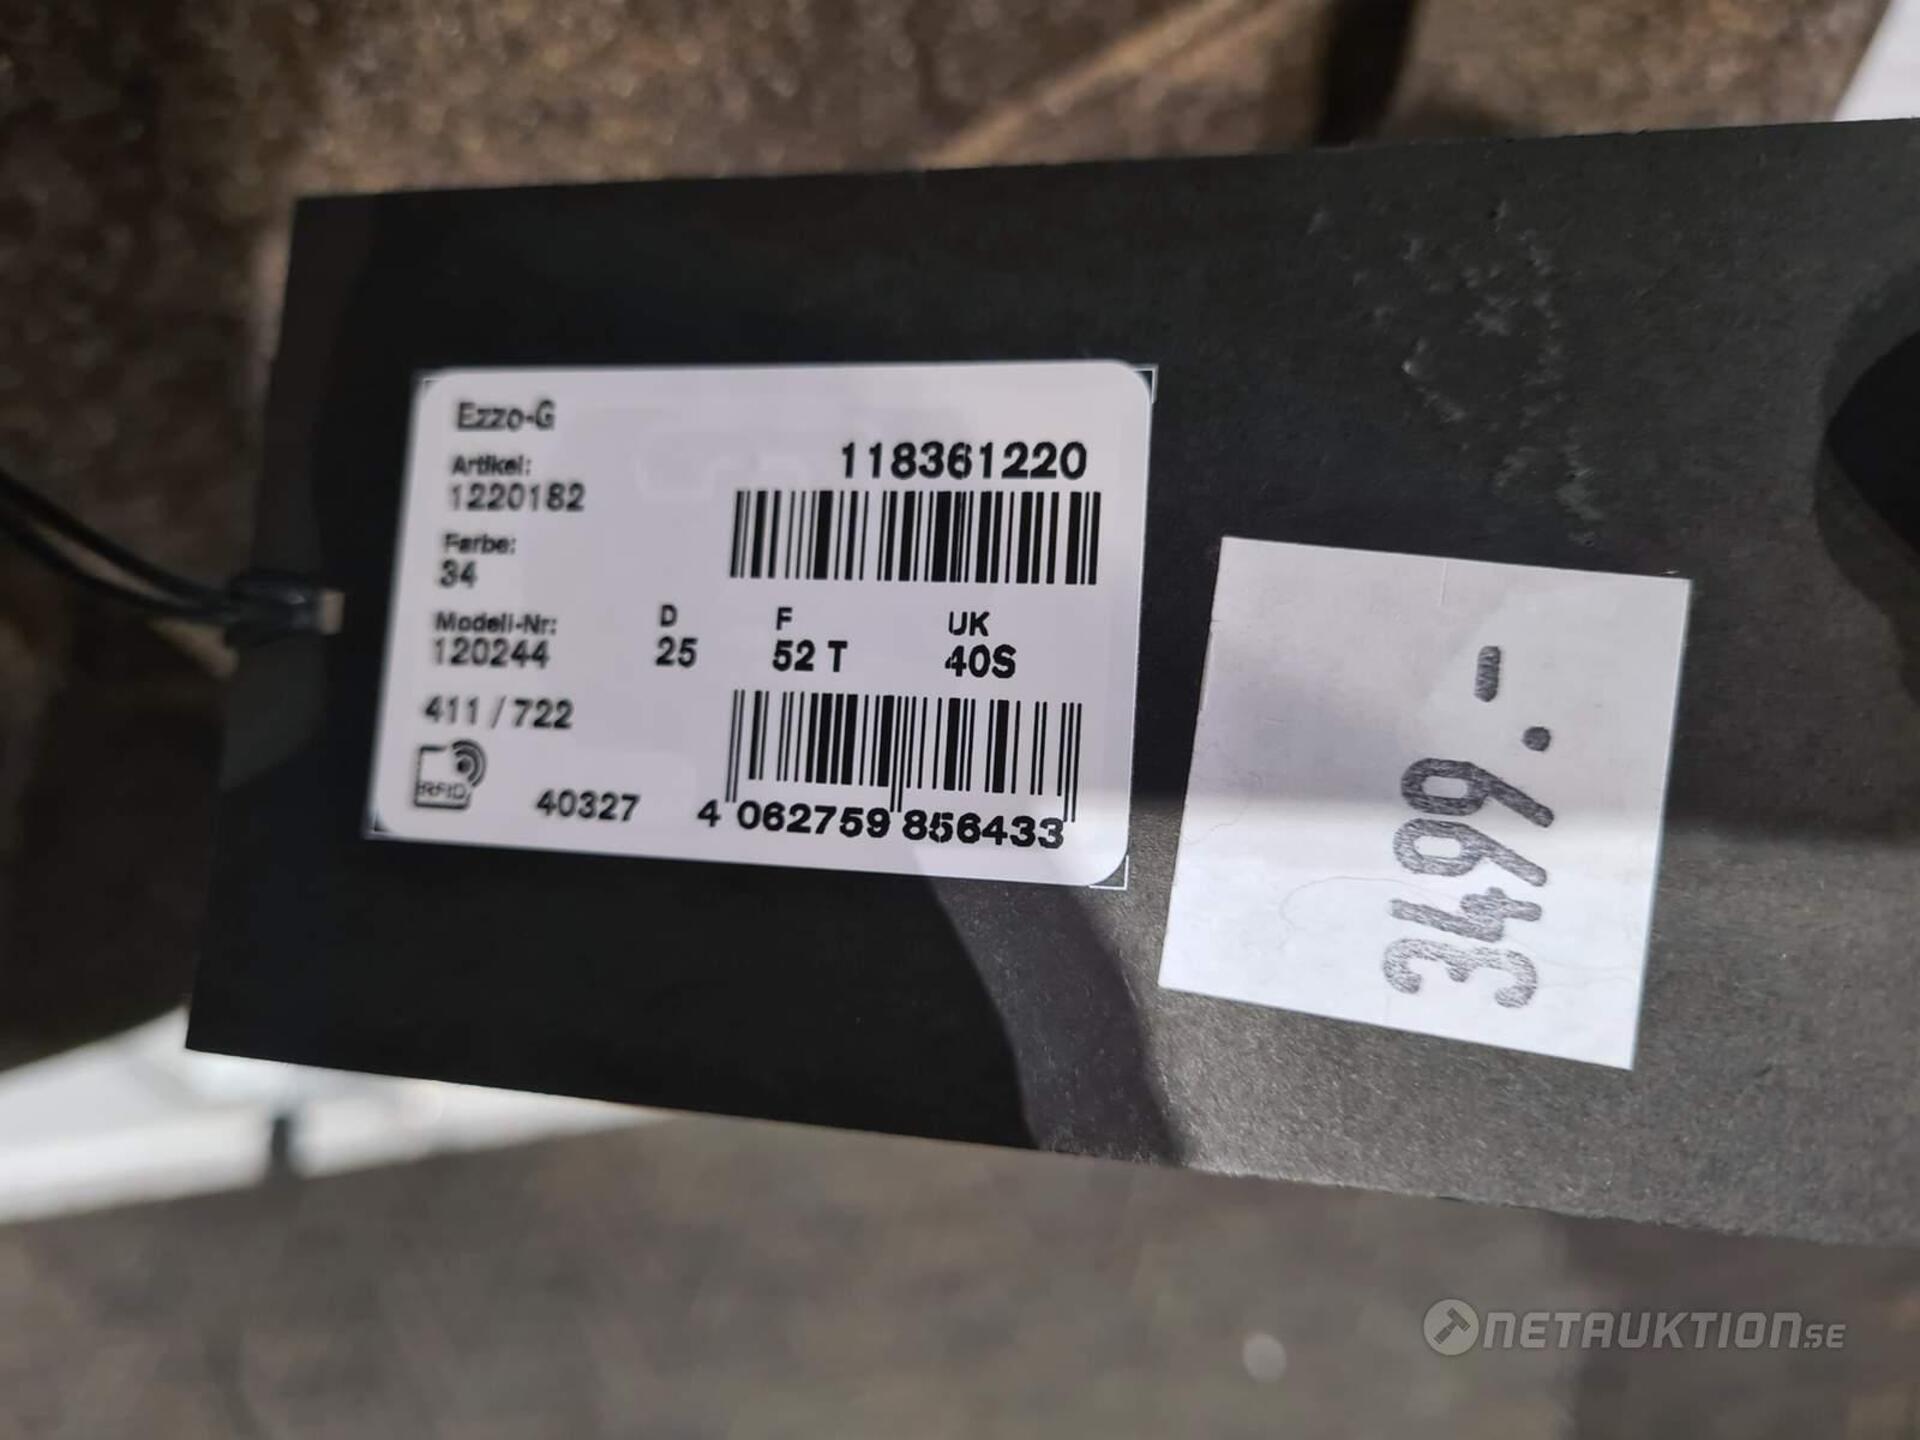 Ezzo-G
118361220
Artikel:
1220182
Farbe:
34
Modell-Nr:
120244
D F UK
25 52 T 40S
411 / 722
RFID
40327
4 062759 856433
3499.-
NETAUKTION.SE